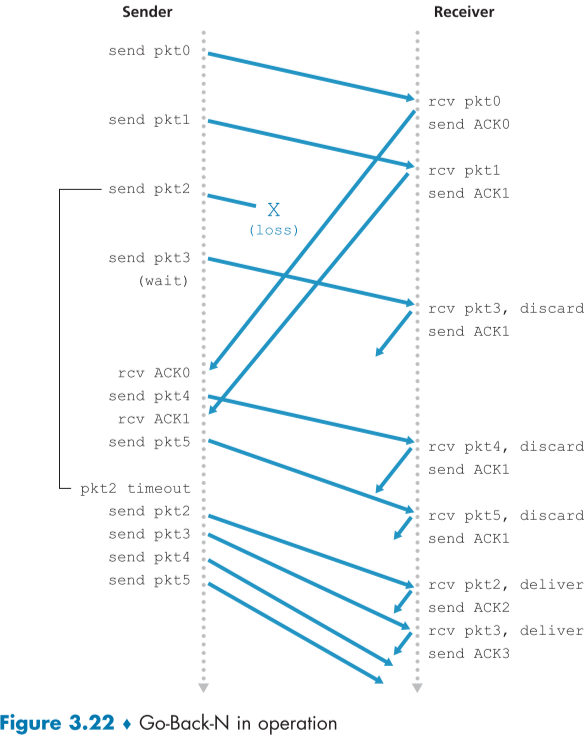 Sender
Receiver
send pkt0
rcv pkt0
send ACK0
send pkt1
rcv pkt1
send ACK1
send pkt2
X
(loss)
send pkt3
(wait)
rcv pkt3, discard
send ACK1
rcv ACK0
send pkt4
rcv ACK1
send pkt5
rcv pkt4, discard
send ACK1
pkt2 timeout
send pkt2
send pkt3
send pkt4
send pkt5
rcv pkt5, discard
send ACK1
rcv pkt2, deliver
send ACK2
rcv pkt3, deliver
send ACK3
Figure 3.22 ♦ Go-Back-N in operation